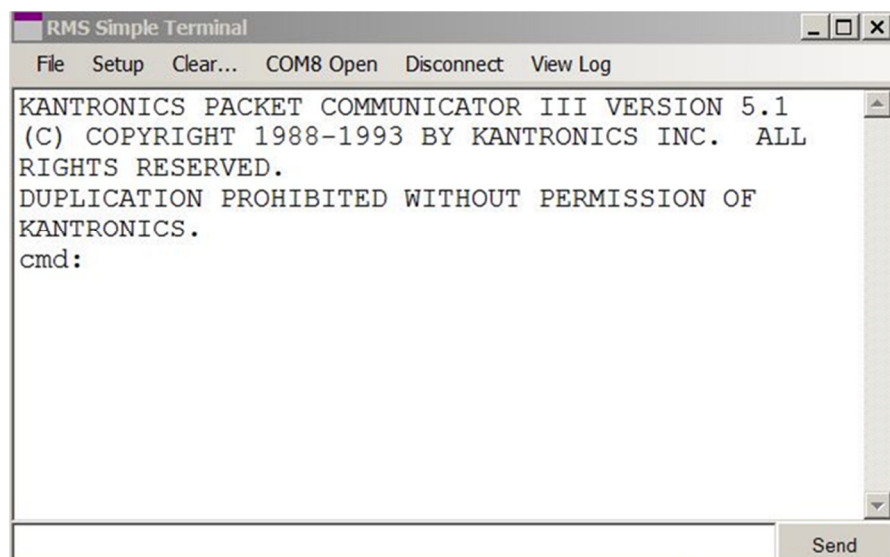 RMS Simple Terminal
File Setup Clear... COM8 Open Disconnect View Log
KANTRONICS PACKET COMMUNICATOR III VERSION 5.1
(C) COPYRIGHT 1988-1993 BY KANTRONICS INC. ALL
RIGHTS RESERVED.
DUPLICATION PROHIBITED WITHOUT PERMISSION OF
KANTRONICS.
cmd:
Send